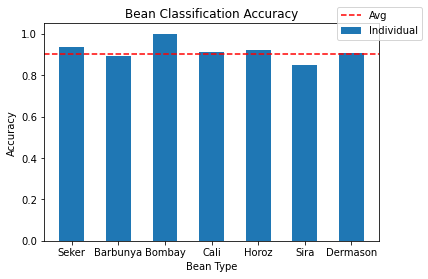 Bean Classification Accuracy
Avg
Individual
Accuracy
1.0
0.8
0.6
0.4
0.2
0.0
Seker Barbunya Bombay Cali Horoz Sira Dermason
Bean Type